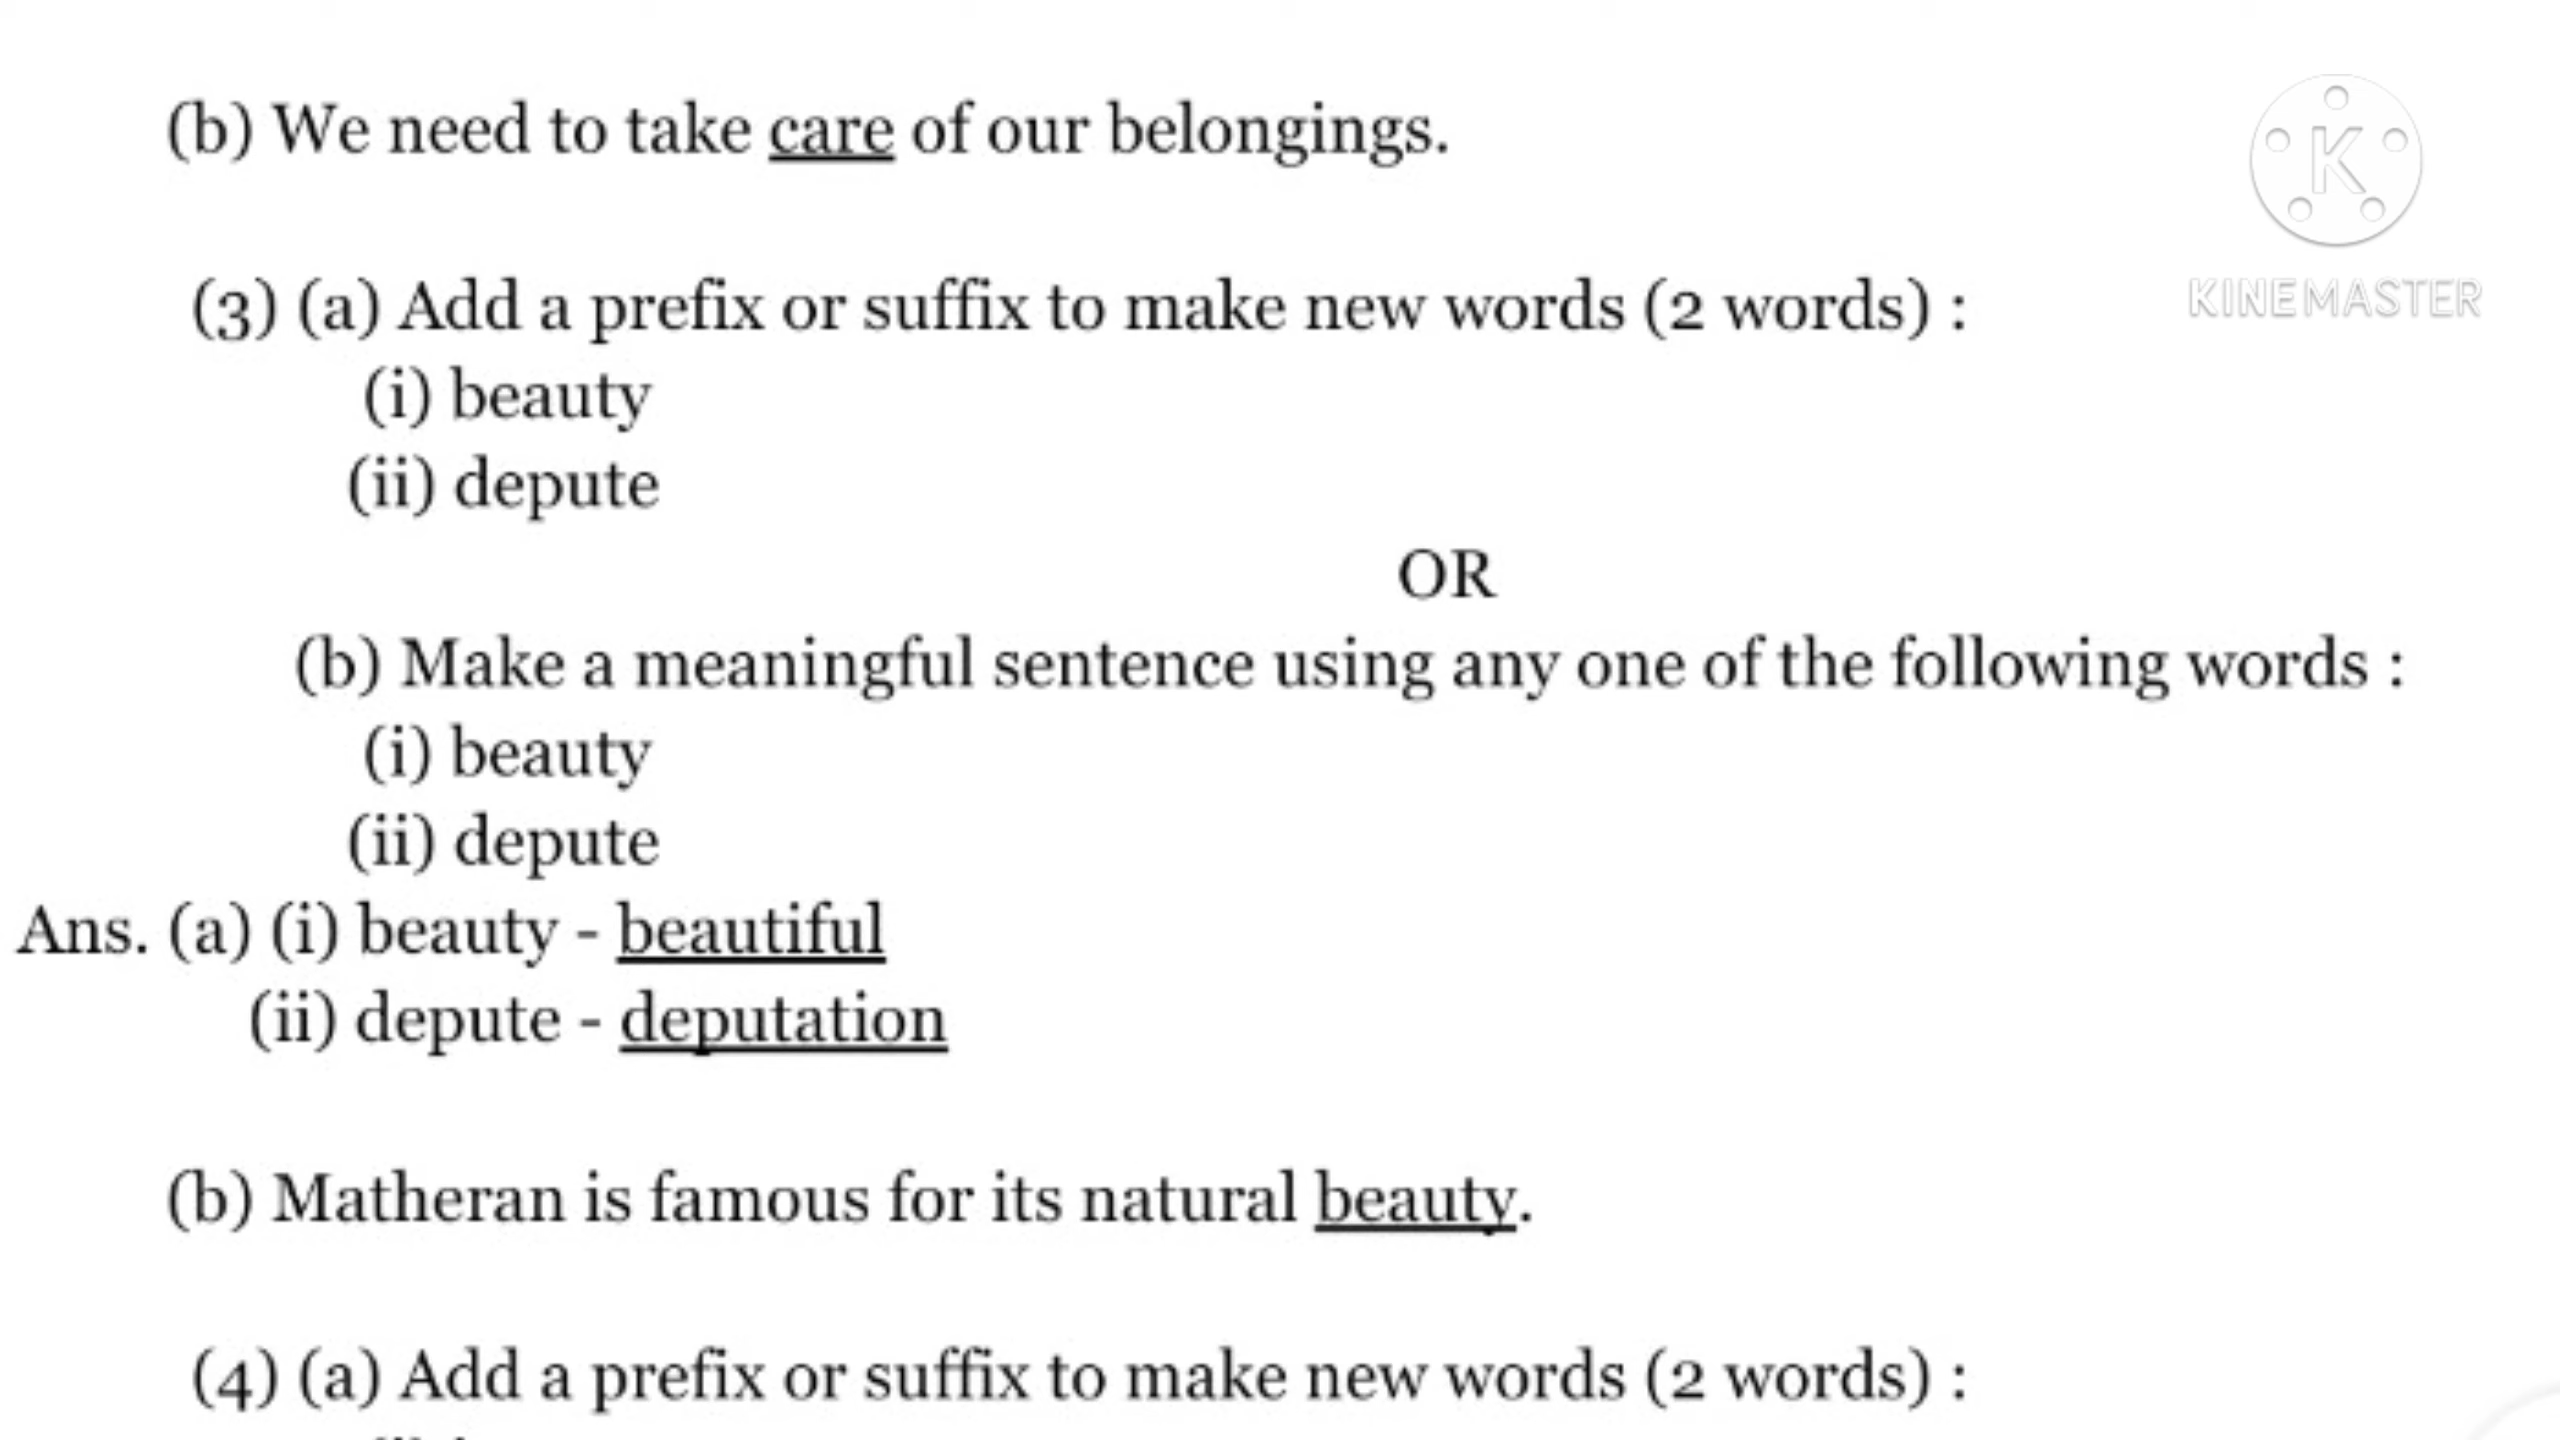 (b) We need to take care of our belongings.
K
KINEMASTER
(3) (a) Add a prefix or suffix to make new words (2 words) :
(i) beauty
(ii) depute
OR
(b) Make a meaningful sentence using any one of the following words :
(i) beauty
(ii) depute
Ans. (a) (i) beauty - beautiful
(ii) depute - deputation
(b) Matheran is famous for its natural beauty.
(4) (a) Add a prefix or suffix to make new words (2 words) :